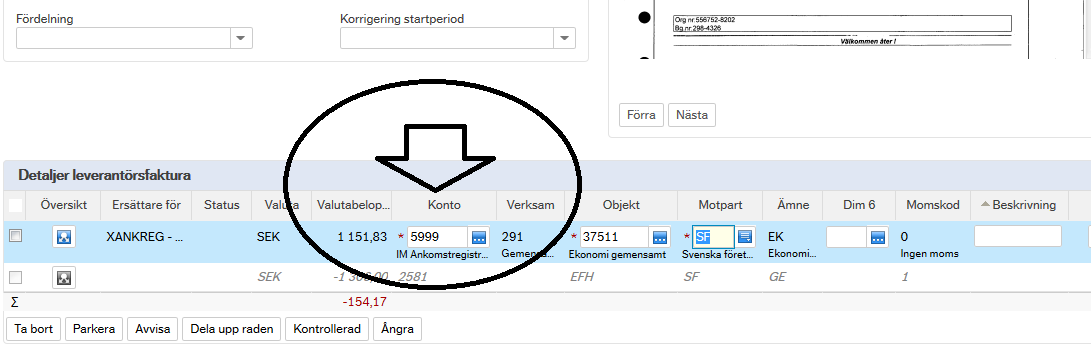 Fördelning
Korrigering startperiod
Org nr:556752-8202
Bg.nr:298-4326
Välkommen åter !
Förra
Nästa
Detaljer leverantörsfaktura
Översikt Ersättare för Status Valuta Valutabelop... Konto Verksam Objekt Motpart Ämne Dim 6 Momskod Beskrivning
XANKREG - ... SEK 1 151,83 * 5999 ... 291 * 37511 ... * SF EK ... 0
IM Ankomstregistr... Gemensa... Ekonomi gemensamt Svenskaföret... Ekonomi... Ingen moms
SEK -1 306,00 2581 EFH SF GE 1
Σ -154,17
Ta bort Parkera Avvisa Dela upp raden Kontrollerad Ångra